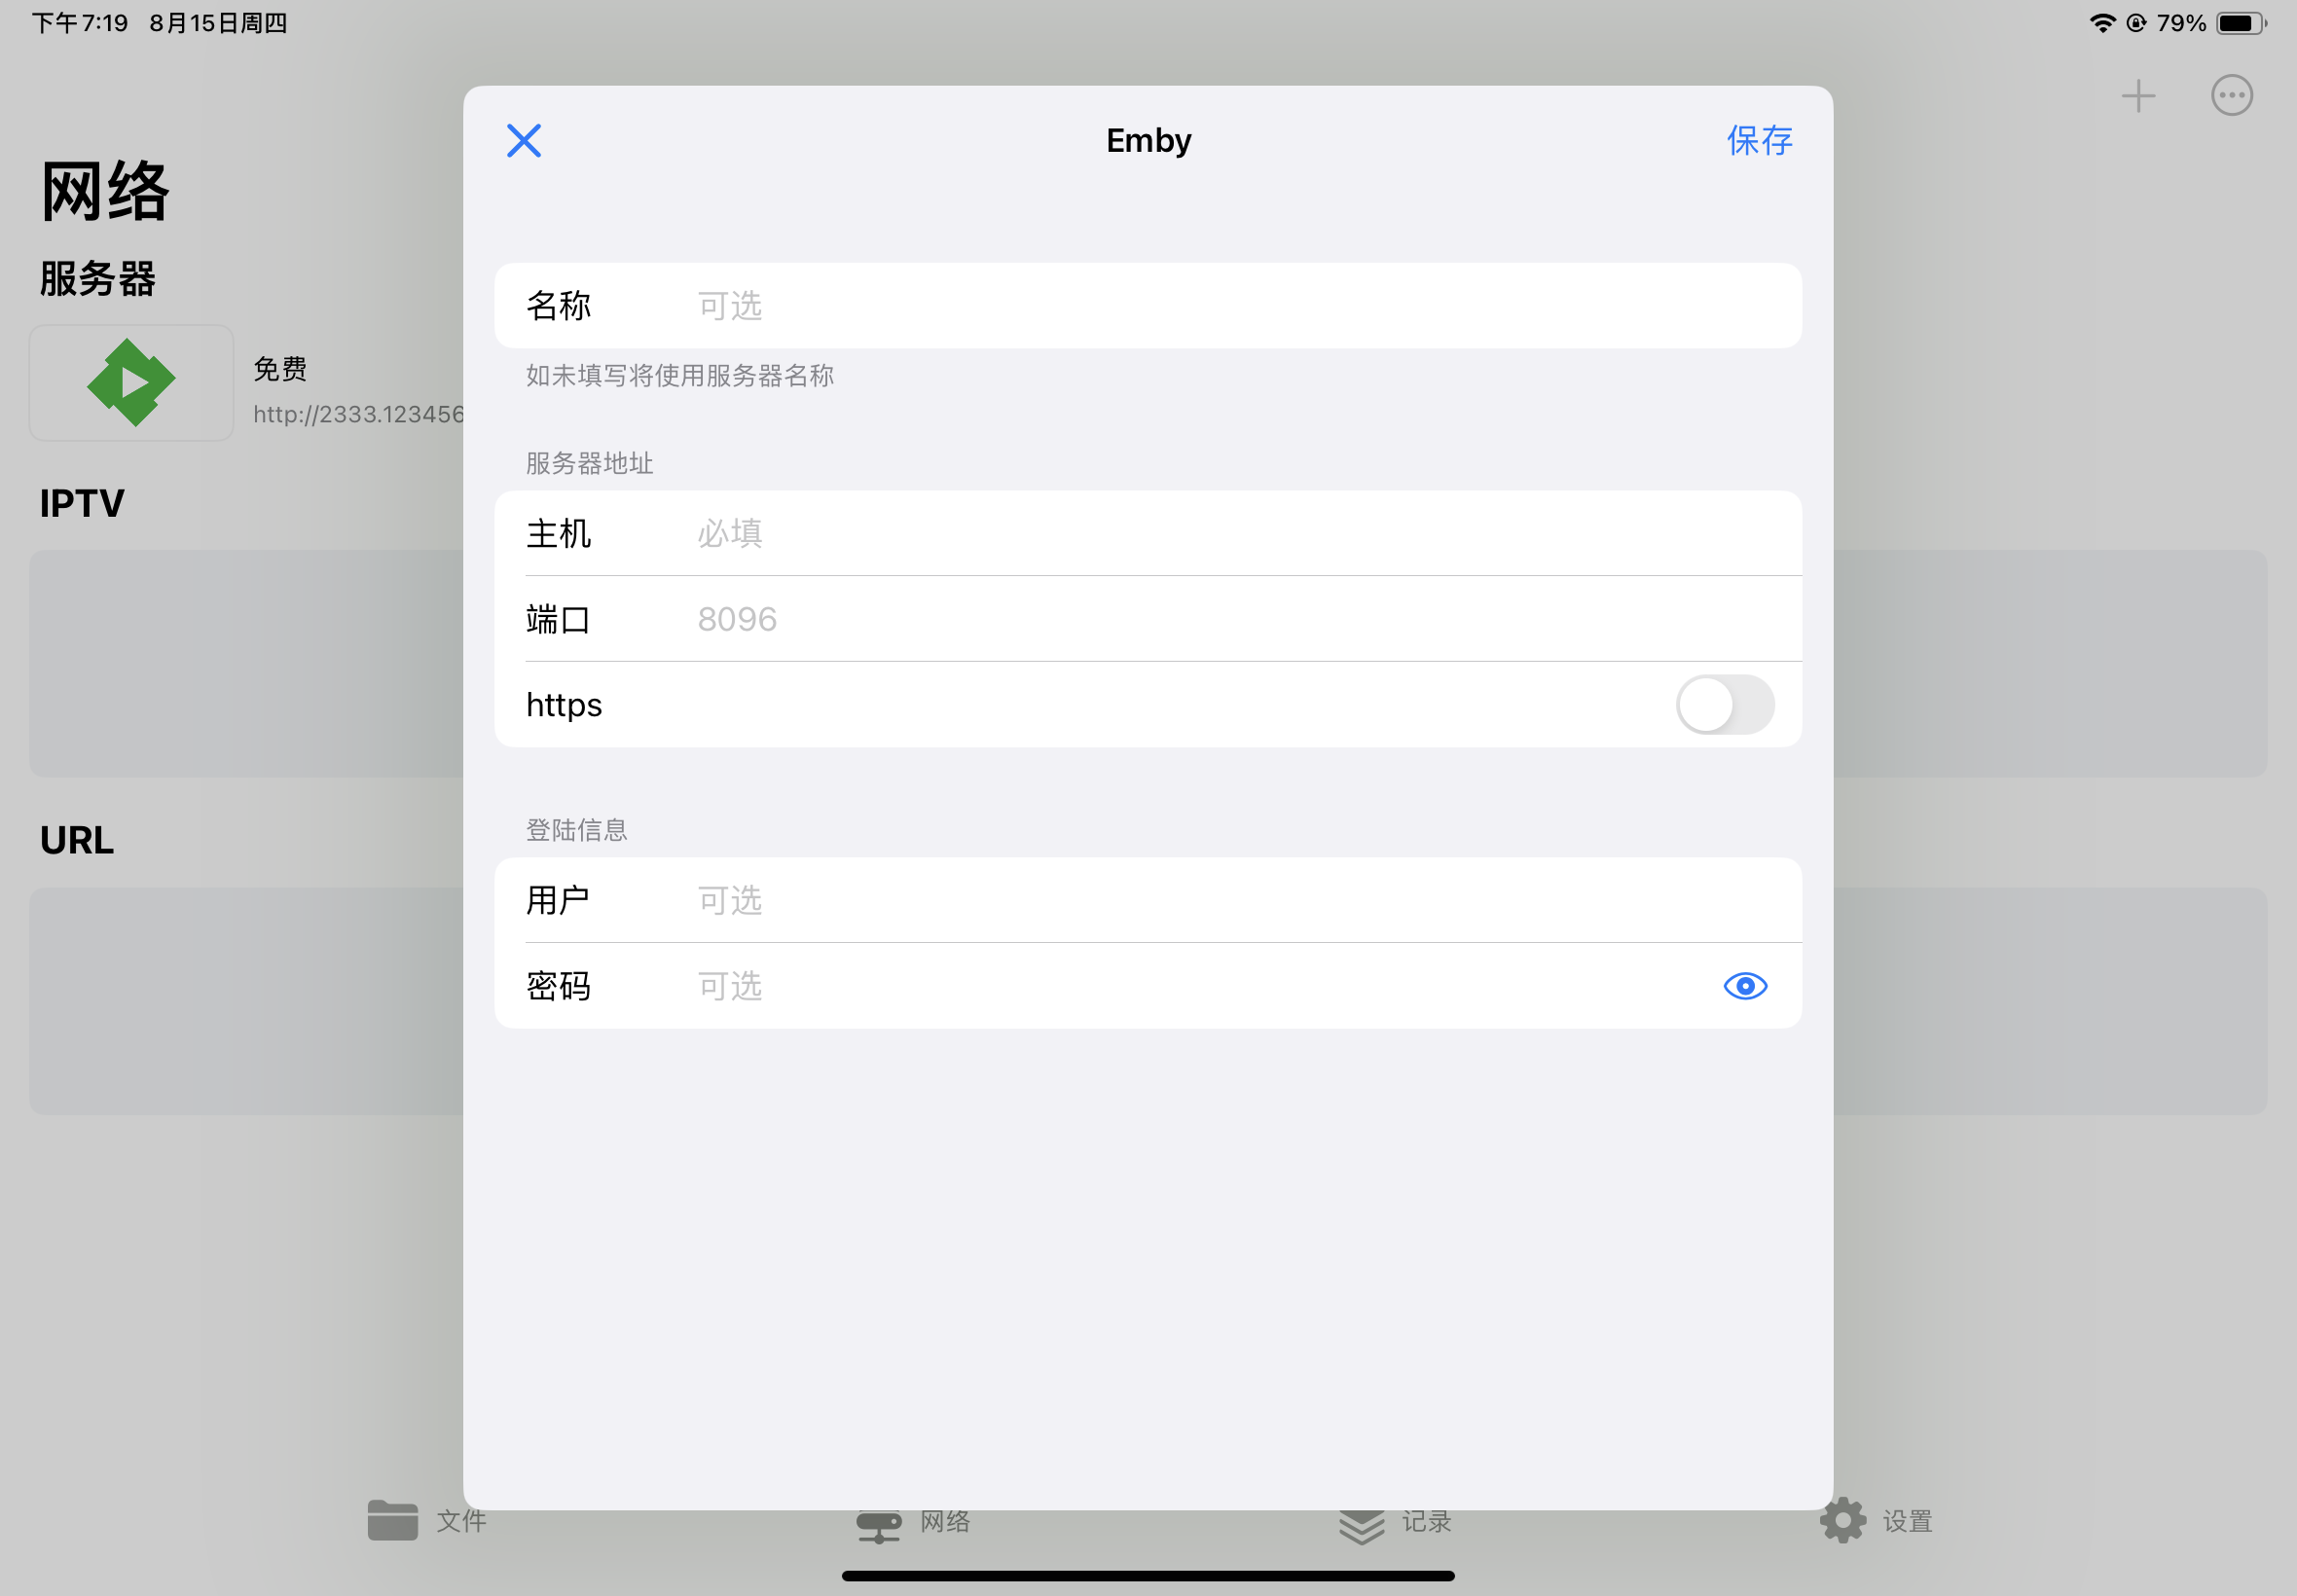 下午7:19 8月15日周四
79%
网络
服务器
免费
http://2333.123456
IPTV
URL
Emby
保存
名称 可选
如未填写将使用服务器名称
服务器地址
主机 必填
端口 8096
https
登陆信息
用户 可选
密码 可选
文件
网络
记录
设置